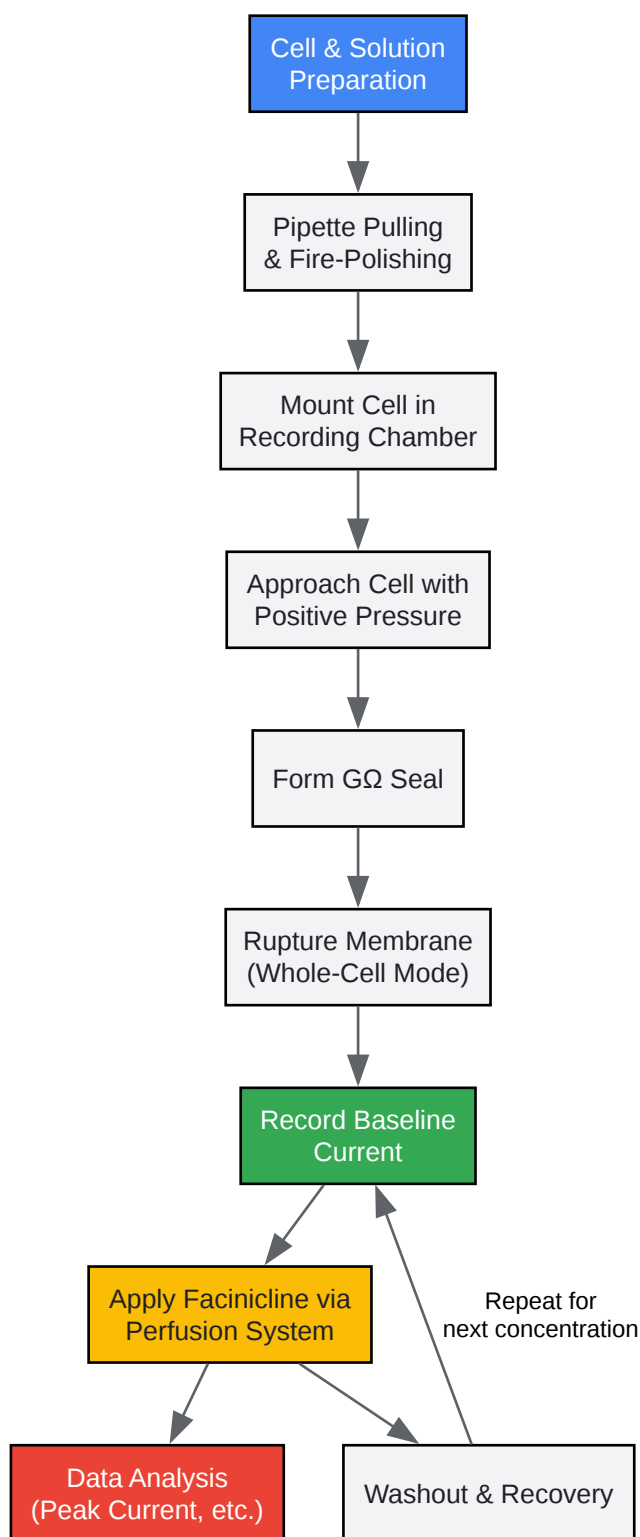 Cell & Solution
Preparation
Pipette Pulling
& Fire-Polishing
Mount Cell in
Recording Chamber
Approach Cell with
Positive Pressure
Form GΩ Seal
Rupture Membrane
(Whole-Cell Mode)
Record Baseline
Current
Apply Facinicline via
Perfusion System
Repeat for
next concentration
Data Analysis
(Peak Current, etc.)
Washout & Recovery